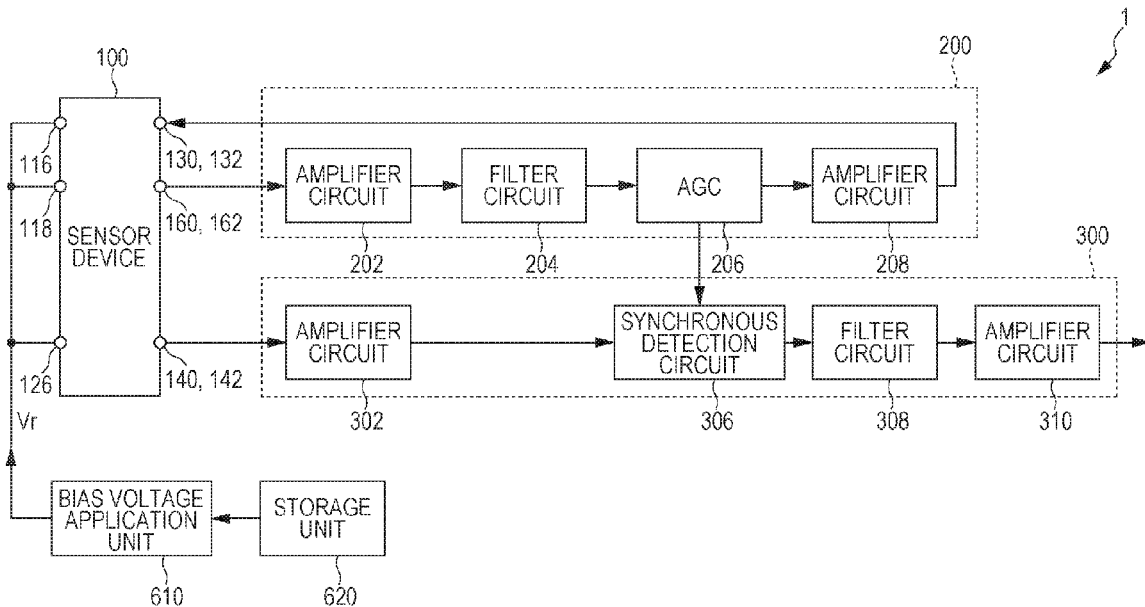 1
100
200
116
130, 132
AMPLIFIER
CIRCUIT
FILTER
CIRCUIT
AGC
AMPLIFIER
CIRCUIT
118
160, 162
SENSOR
DEVICE
202
204
206
208
300
AMPLIFIER
CIRCUIT
SYNCHRONOUS
DETECTION
CIRCUIT
FILTER
CIRCUIT
AMPLIFIER
CIRCUIT
126
140, 142
302
306
308
310
Vr
BIAS VOLTAGE
APPLICATION
UNIT
STORAGE
UNIT
610
620